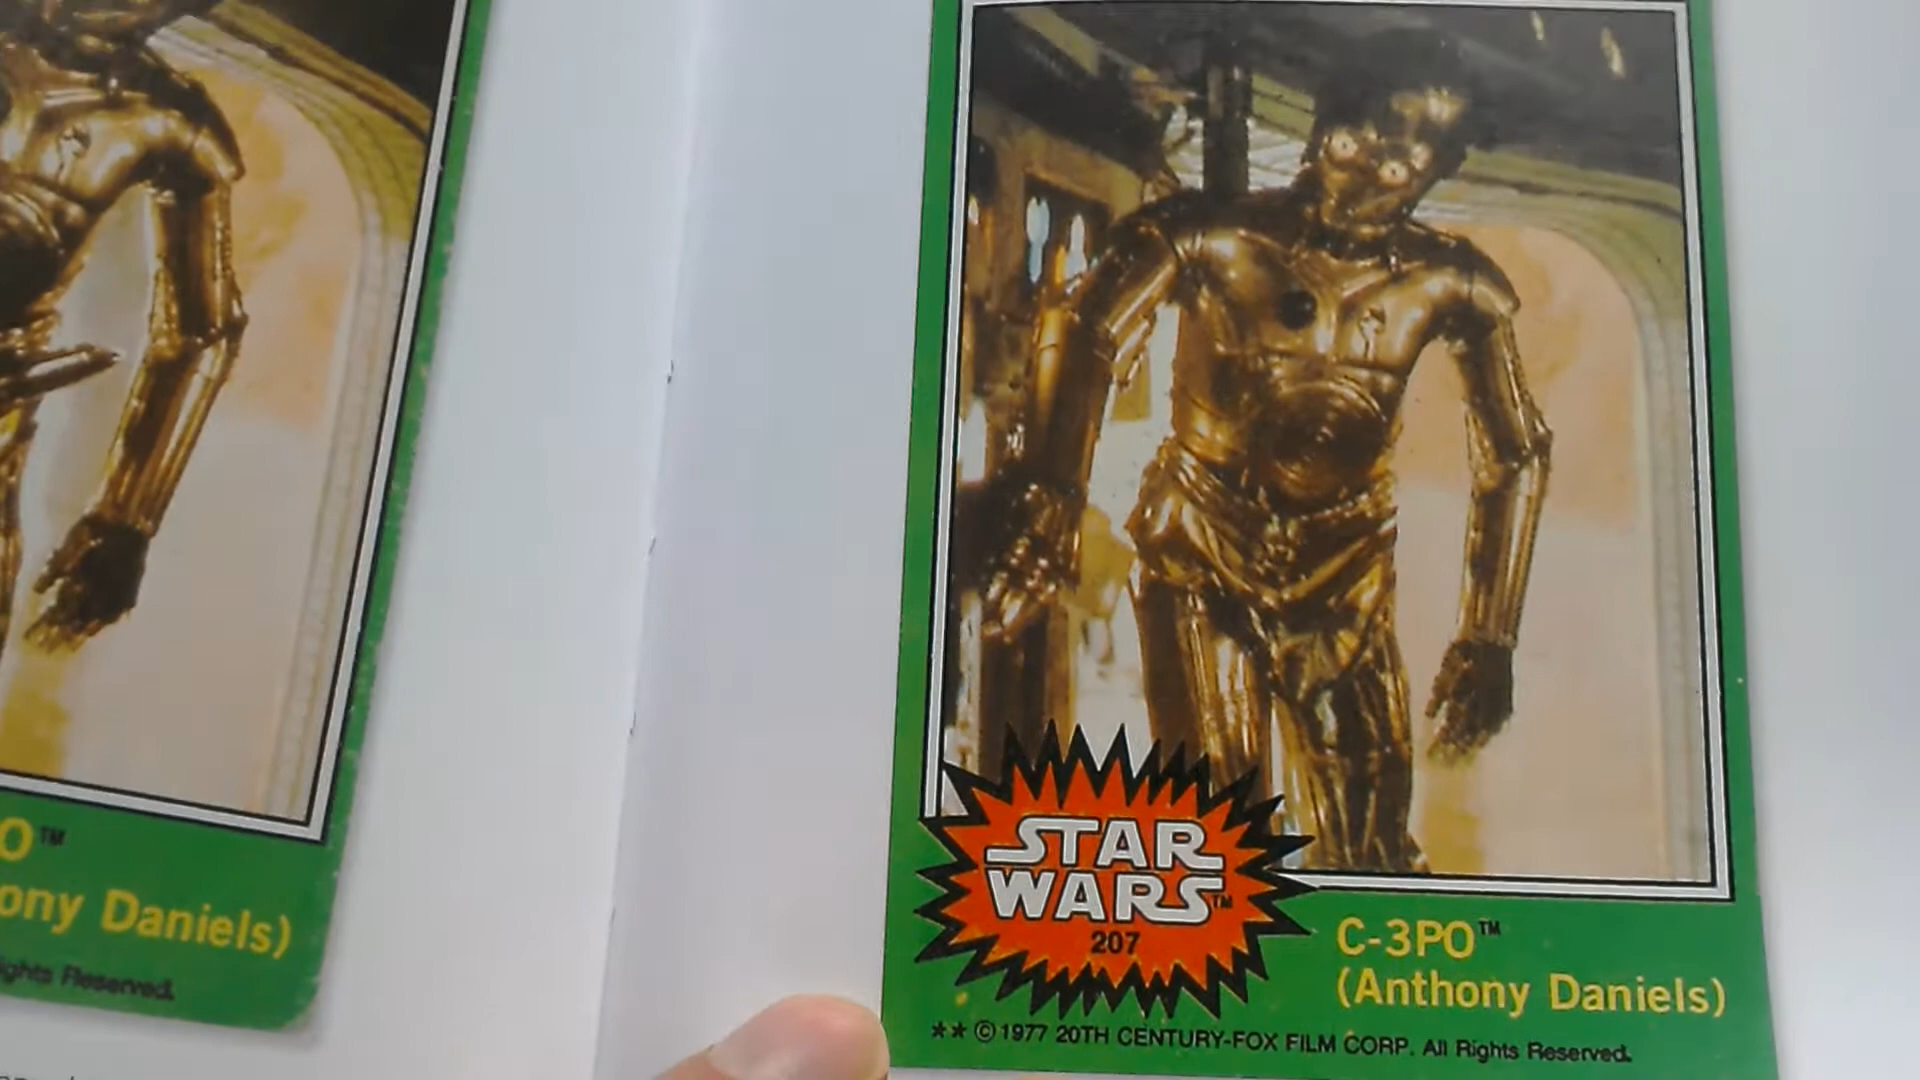 O™
ony Daniels)
ights Reserved.
STAR
WARS™
207
C-3PO™
(Anthony Daniels)
** © 1977 20TH CENTURY-FOX FILM CORP. All Rights Reserved.